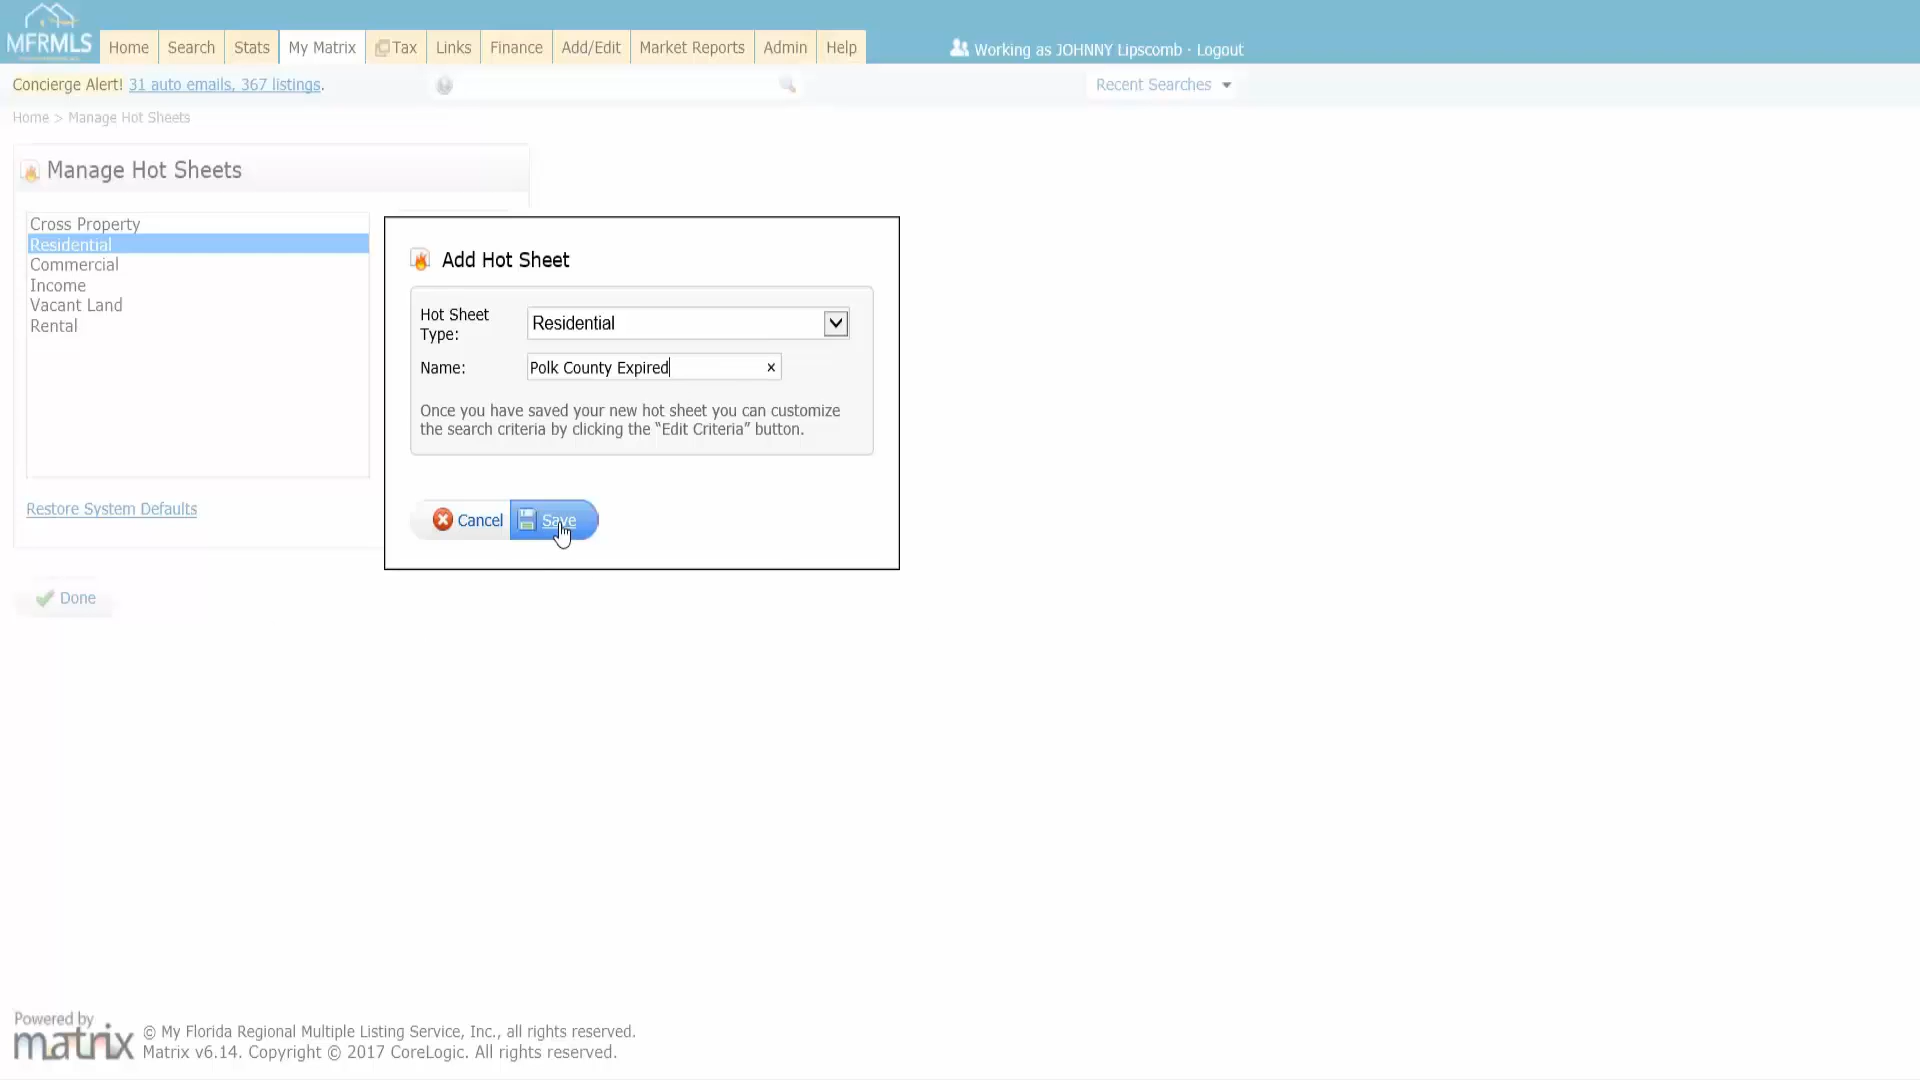 MFRMLS
Home Search Stats My Matrix Tax Links Finance Add/Edit Market Reports Admin Help
Working as JOHNNY Lipscomb · Logout
Concierge Alert! 31 auto emails, 367 listings.
Recent Searches
Home > Manage Hot Sheets
Manage Hot Sheets
Cross Property
Residential
Commercial
Income
Vacant Land
Rental
Restore System Defaults
Done
Add Hot Sheet
Hot Sheet
Type:
Residential
Name:
Polk County Expired
×
Once you have saved your new hot sheet you can customize
the search criteria by clicking the “Edit Criteria” button.
Cancel
Save
Powered by
matrix
© My Florida Regional Multiple Listing Service, Inc., all rights reserved.
Matrix v6.14. Copyright © 2017 CoreLogic. All rights reserved.